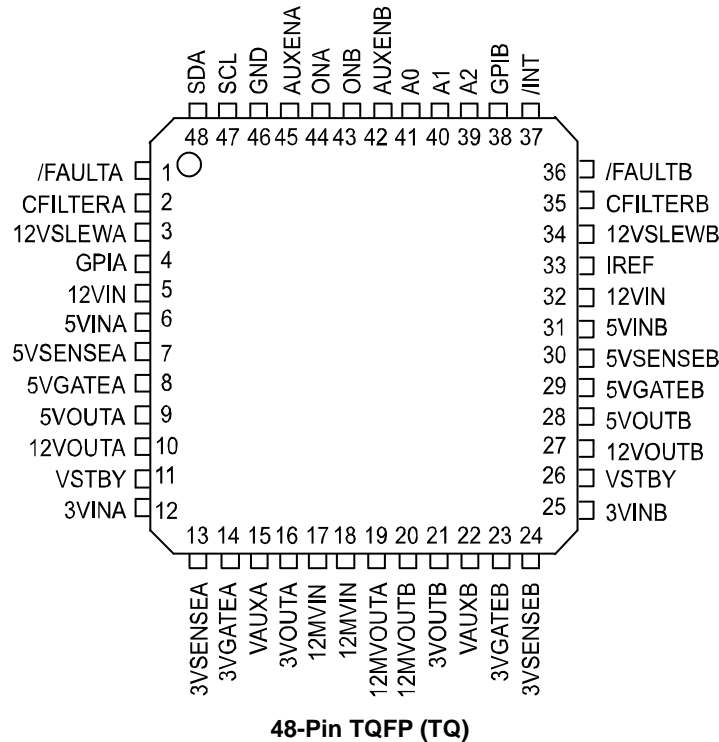 SDA
SCL
GND
AUXENA
ONA
ONB
AUXENB
A0
A1
A2
GPIB
/INT
48 47 46 45 44 43 42 41 40 39 38 37
/FAULTA 1 36 /FAULTB
CFILTERA 2 35 CFILTERB
12VSLEWA 3 34 12VSLEWB
GPIA 4 33 IREF
12VIN 5 32 12VIN
5VINA 6 31 5VINB
5VSENSEA 7 30 5VSENSEB
5VGATEA 8 29 5VGATEB
5VOUTA 9 28 5VOUTB
12VOUTA 10 27 12VOUTB
VSTBY 11 26 VSTBY
3VINA 12 25 3VINB
13 14 15 16 17 18 19 20 21 22 23 24
3VSENSEA
3VGATEA
VAUXA
3VOUTA
12MVIN
12MVIN
12MVOUTA
12MVOUTB
3VOUTB
VAUXB
3VGATEB
3VSENSEB
48-Pin TQFP (TQ)